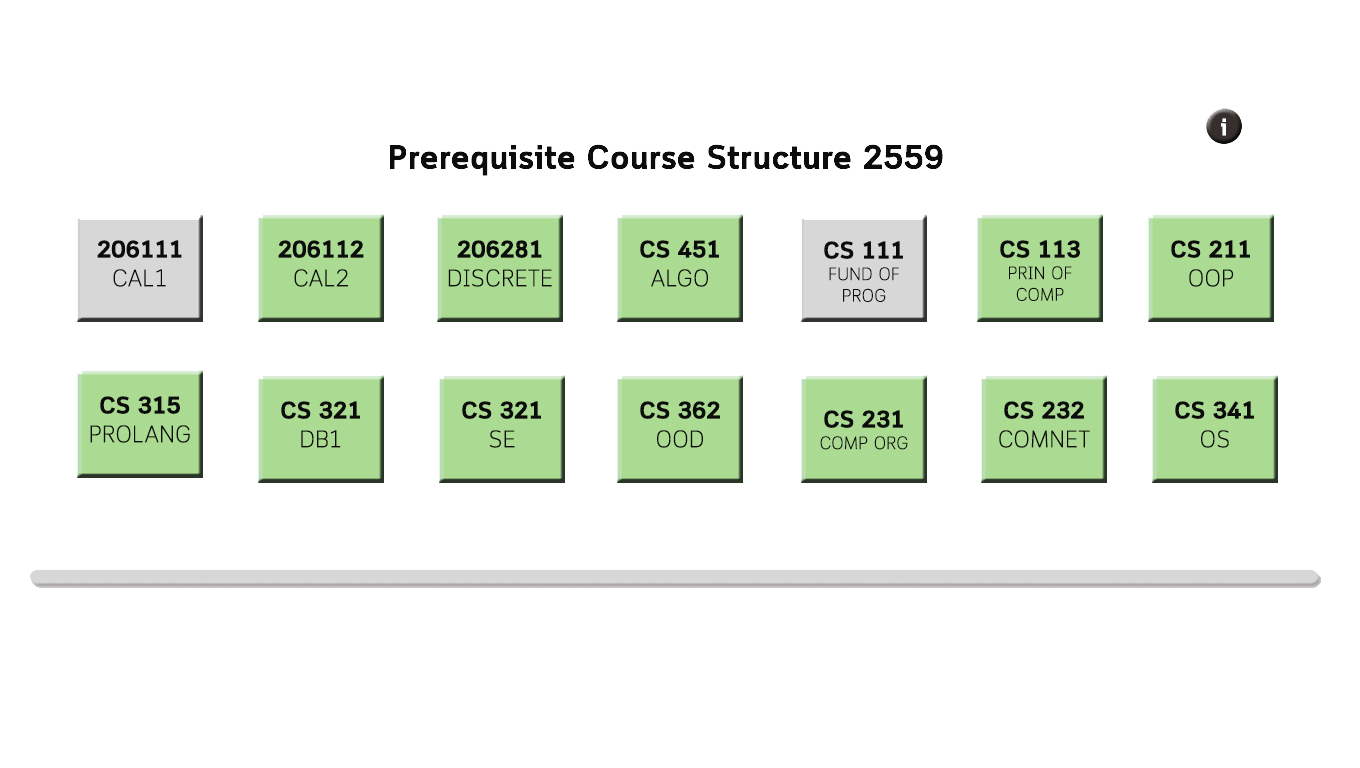 i
Prerequisite Course Structure 2559
206111
CAL1
206112
CAL2
206281
DISCRETE
CS 451
ALGO
CS 111
FUND OF
PROG
CS 113
PRIN OF
COMP
CS 211
OOP
CS 315
PROLANG
CS 321
DB1
CS 321
SE
CS 362
OOD
CS 231
COMP ORG
CS 232
COMNET
CS 341
OS